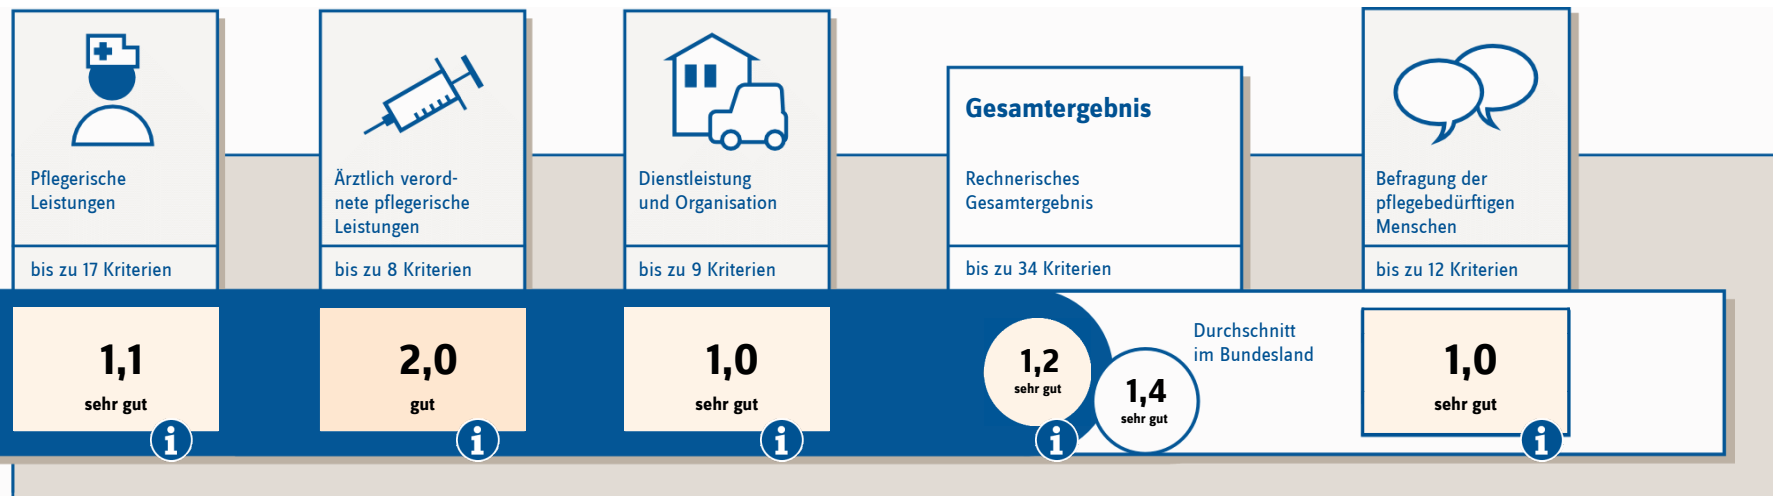 Pflegerische
Leistungen
bis zu 17 Kriterien
1,1
sehr gut
i
Ärztlich verord-
nete pflegerische
Leistungen
bis zu 8 Kriterien
2,0
gut
i
Dienstleistung
und Organisation
bis zu 9 Kriterien
1,0
sehr gut
i
Gesamtergebnis
Rechnerisches
Gesamtergebnis
bis zu 34 Kriterien
1,2
sehr gut
i
1,4
sehr gut
Durchschnitt
im Bundesland
Befragung der
pflegebedürftigen
Menschen
bis zu 12 Kriterien
1,0
sehr gut
i